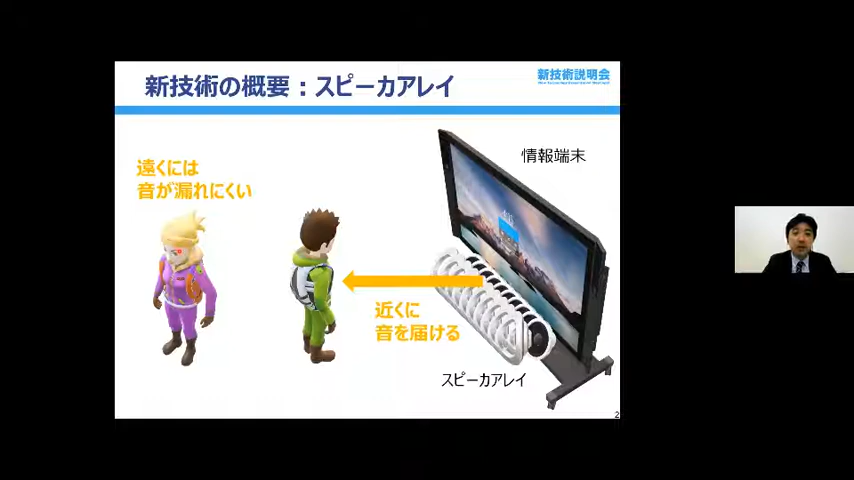 新技術の概要：スピーカアレイ
新技術説明会
情報端末
遠くには
音が漏れにくい
近くに
音を届ける
スピーカアレイ
2